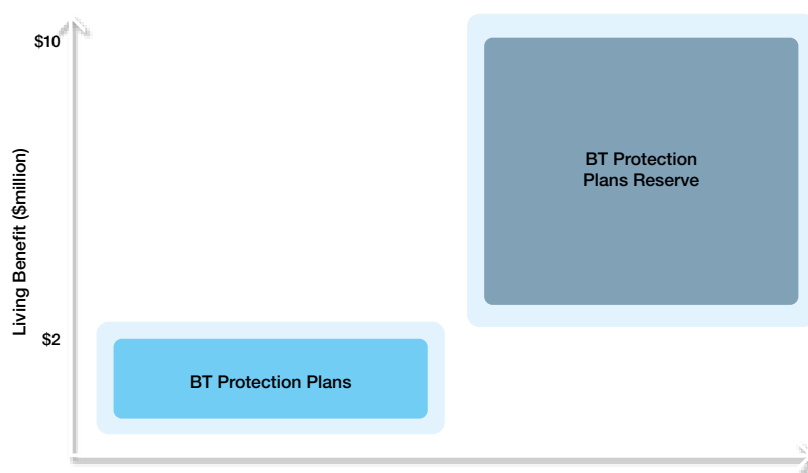 $10
BT Protection
Plans Reserve
Living Benefit ($million)
$2
BT Protection Plans